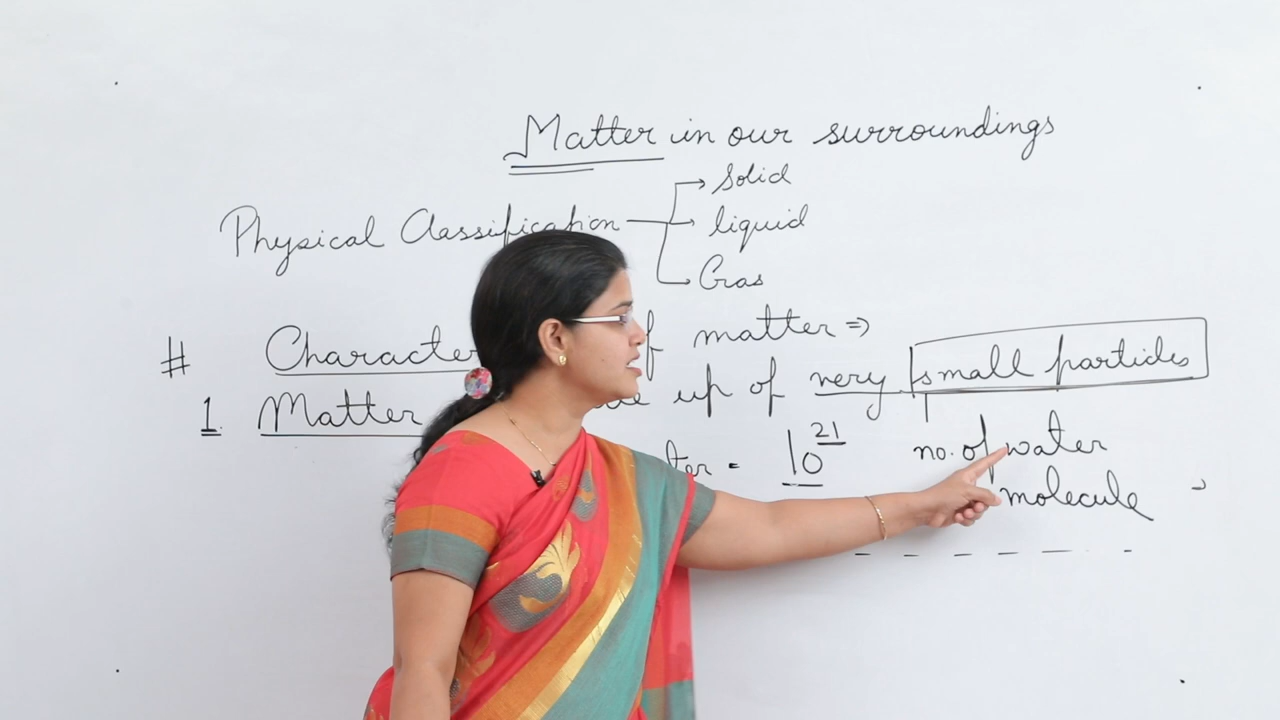 Matter in our surroundings
Solid
Physical Classification → liquid
Gas
# Characte f matter ⇒
1. Matter up of very small particles
ter = 10²¹ no. of water
molecule